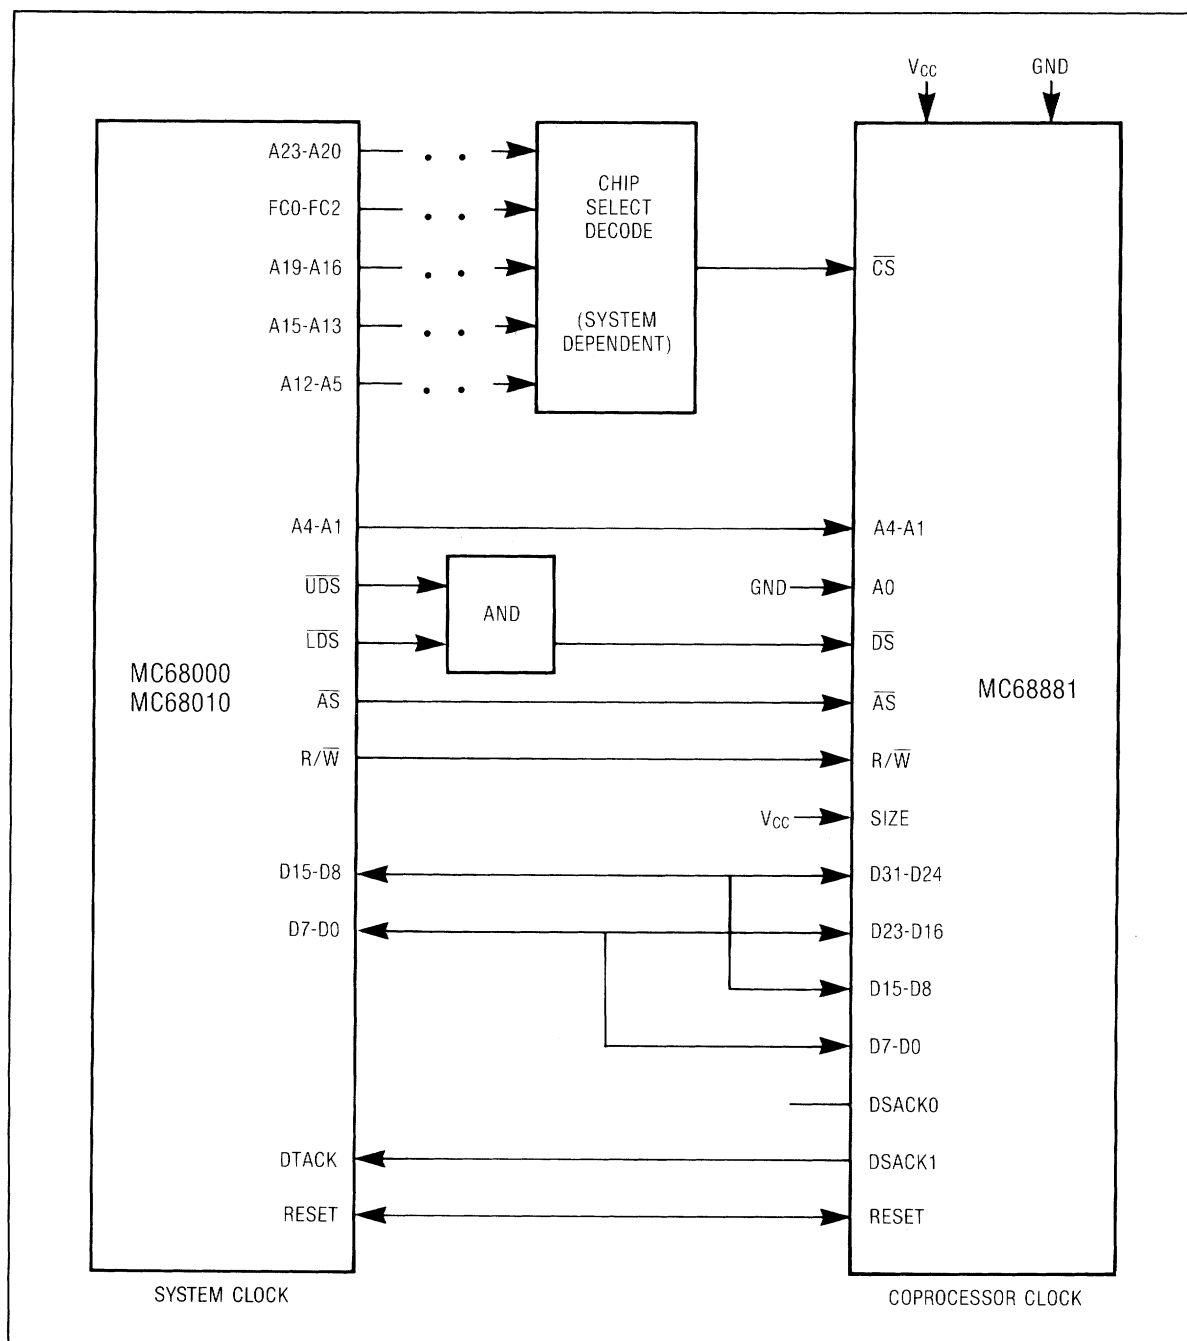 VCC GND
A23-A20
FC0-FC2
A19-A16
A15-A13
A12-A5
CHIP
SELECT
DECODE
(SYSTEM
DEPENDENT)
CS
A4-A1 A4-A1
UDS
LDS
AND
GND A0
DS
MC68000
MC68010
MC68881
AS AS
R/W R/W
VCC SIZE
D15-D8 D31-D24
D7-D0 D23-D16
D15-D8
D7-D0
DSACK0
DTACK DSACK1
RESET RESET
SYSTEM CLOCK COPROCESSOR CLOCK